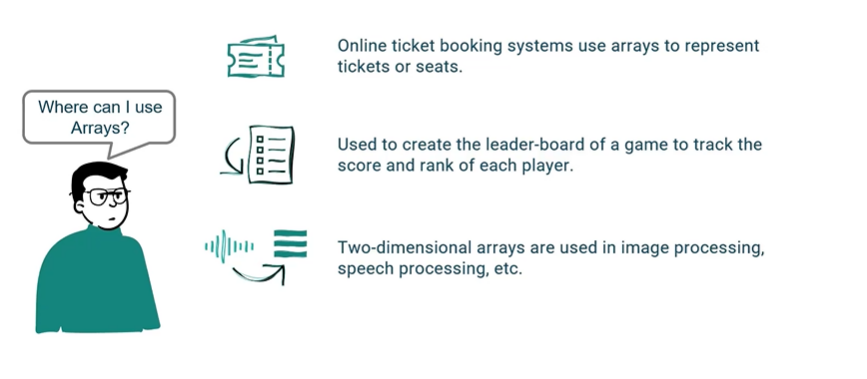 Online ticket booking systems use arrays to represent
tickets or seats.
Where can I use
Arrays?
Used to create the leader-board of a game to track the
score and rank of each player.
Two-dimensional arrays are used in image processing,
speech processing, etc.